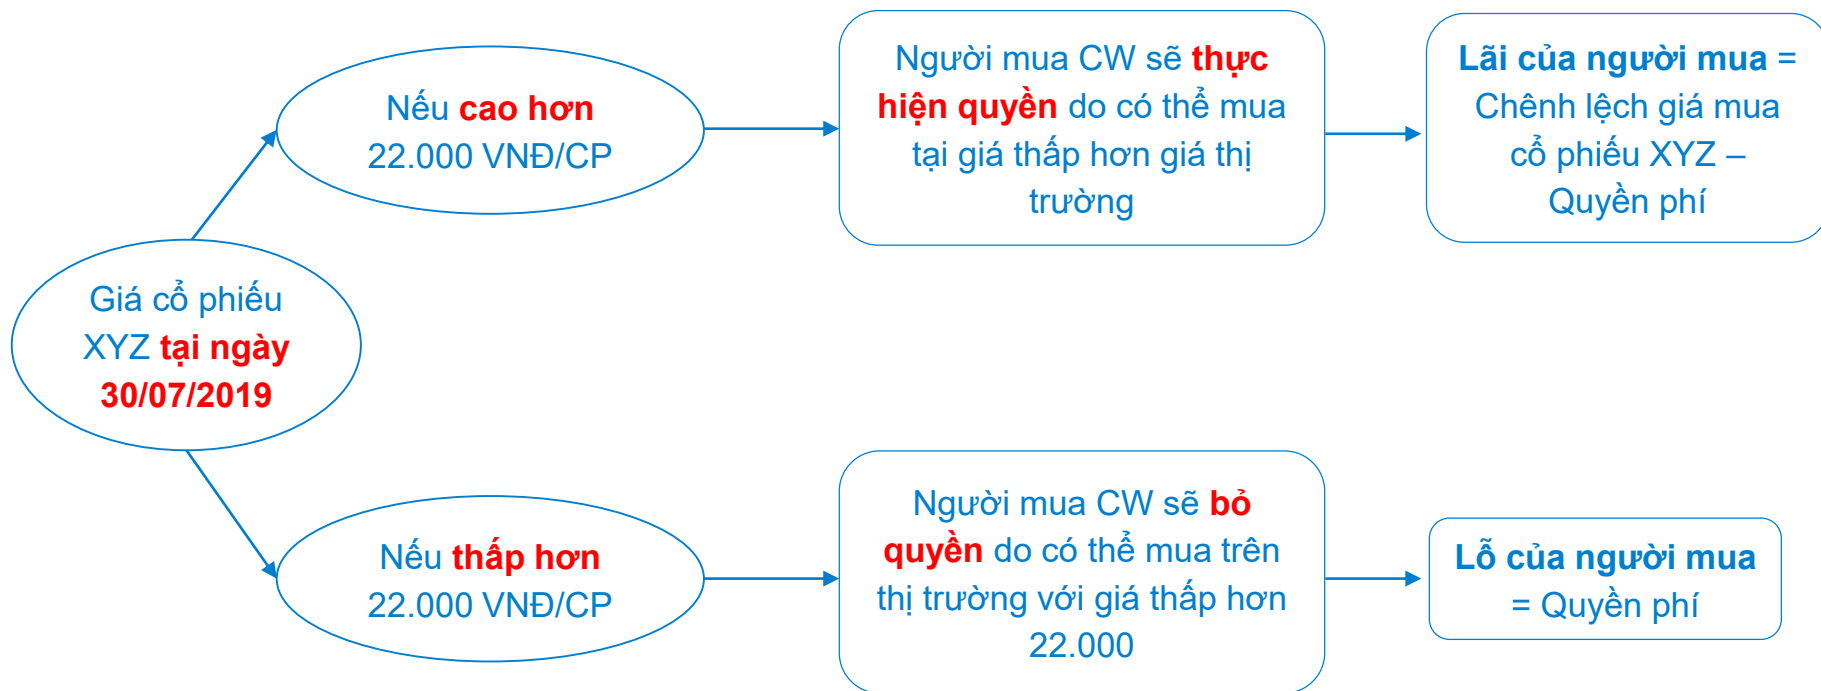 Giá cổ phiếu
XYZ tại ngày
30/07/2019
Nếu cao hơn
22.000 VNĐ/CP
Người mua CW sẽ thực
hiện quyền do có thể mua
tại giá thấp hơn giá thị
trường
Lãi của người mua =
Chênh lệch giá mua
cổ phiếu XYZ –
Quyền phí
Nếu thấp hơn
22.000 VNĐ/CP
Người mua CW sẽ bỏ
quyền do có thể mua trên
thị trường với giá thấp hơn
22.000
Lỗ của người mua
= Quyền phí